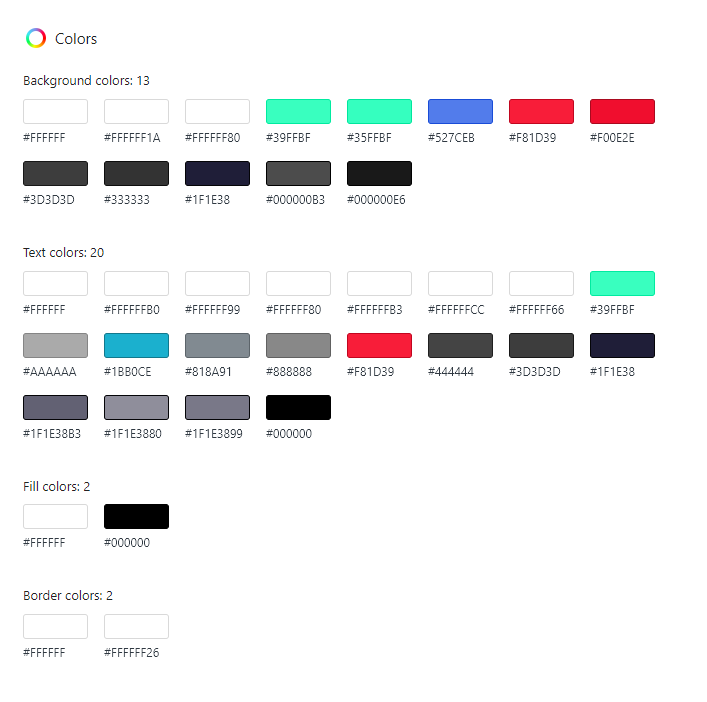 Colors
Background colors: 13
#FFFFFF #FFFFFF1A #FFFFFF80 #39FFBF #35FFBF #527CEB #F81D39 #F00E2E
#3D3D3D #333333 #1F1E38 #000000B3 #000000E6
Text colors: 20
#FFFFFF #FFFFFFB0 #FFFFFF99 #FFFFFF80 #FFFFFFB3 #FFFFFFCC #FFFFFF66 #39FFBF
#AAAAAA #1BB0CE #818A91 #888888 #F81D39 #444444 #3D3D3D #1F1E38
#1F1E38B3 #1F1E3880 #1F1E3899 #000000
Fill colors: 2
#FFFFFF #000000
Border colors: 2
#FFFFFF #FFFFFF26